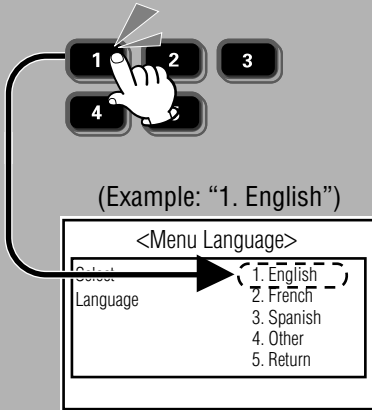 1 2 3
4 5
(Example: “1. English”)
<Menu Language>
Select
Language
1. English
2. French
3. Spanish
4. Other
5. Return